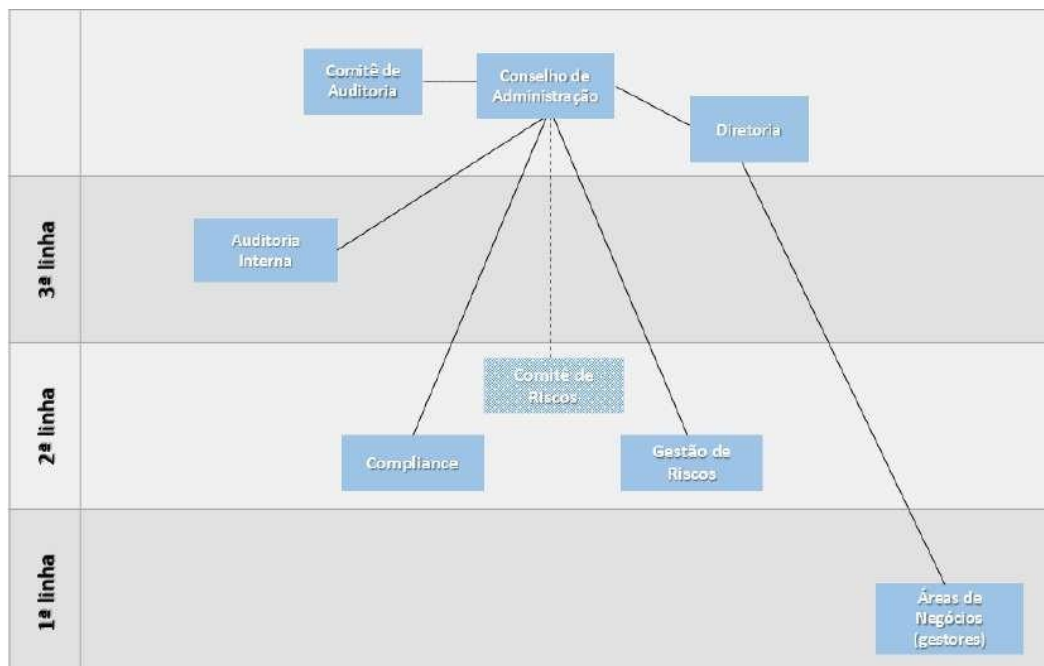 Comitê de
Auditoria
Conselho de
Administração
Diretoria
3ª linha
Auditoria
Interna
2ª linha
Comitê de
Riscos
Compliance
Gestão de
Riscos
1ª linha
Áreas de
Negócios
(gestores)